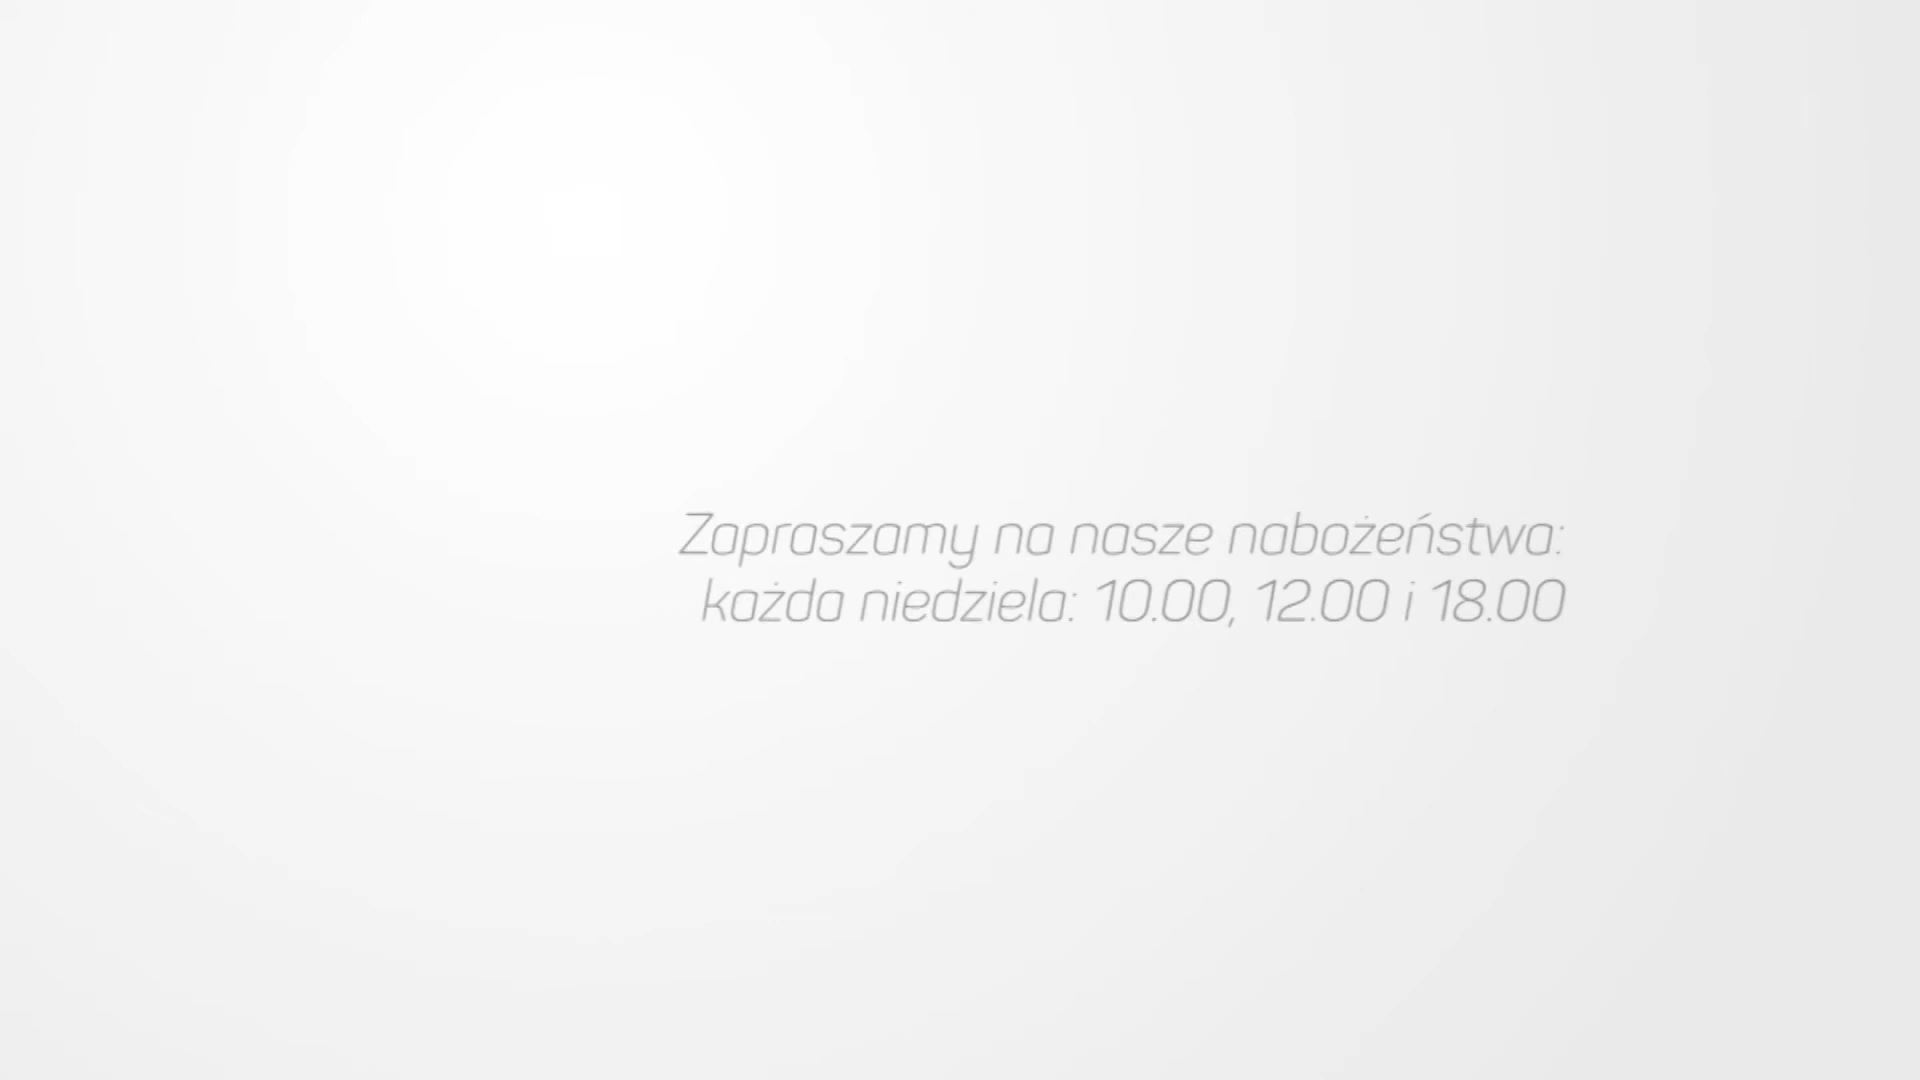 Zapraszamy na nasze nabożeństwa:
każda niedziela: 10.00, 12.00 i 18.00